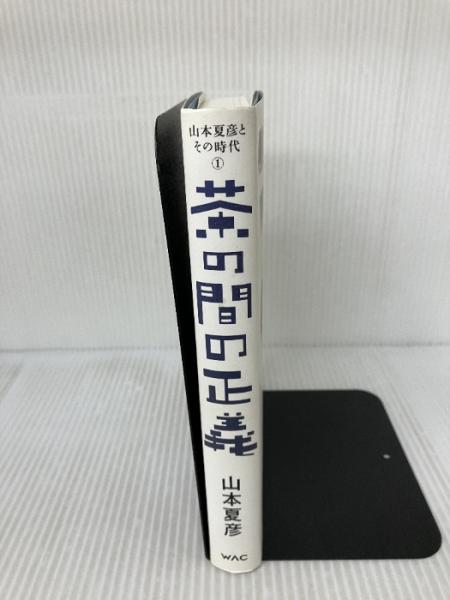 山本夏彦と
その時代
①
茶の間の正義
山本夏彦
WAC